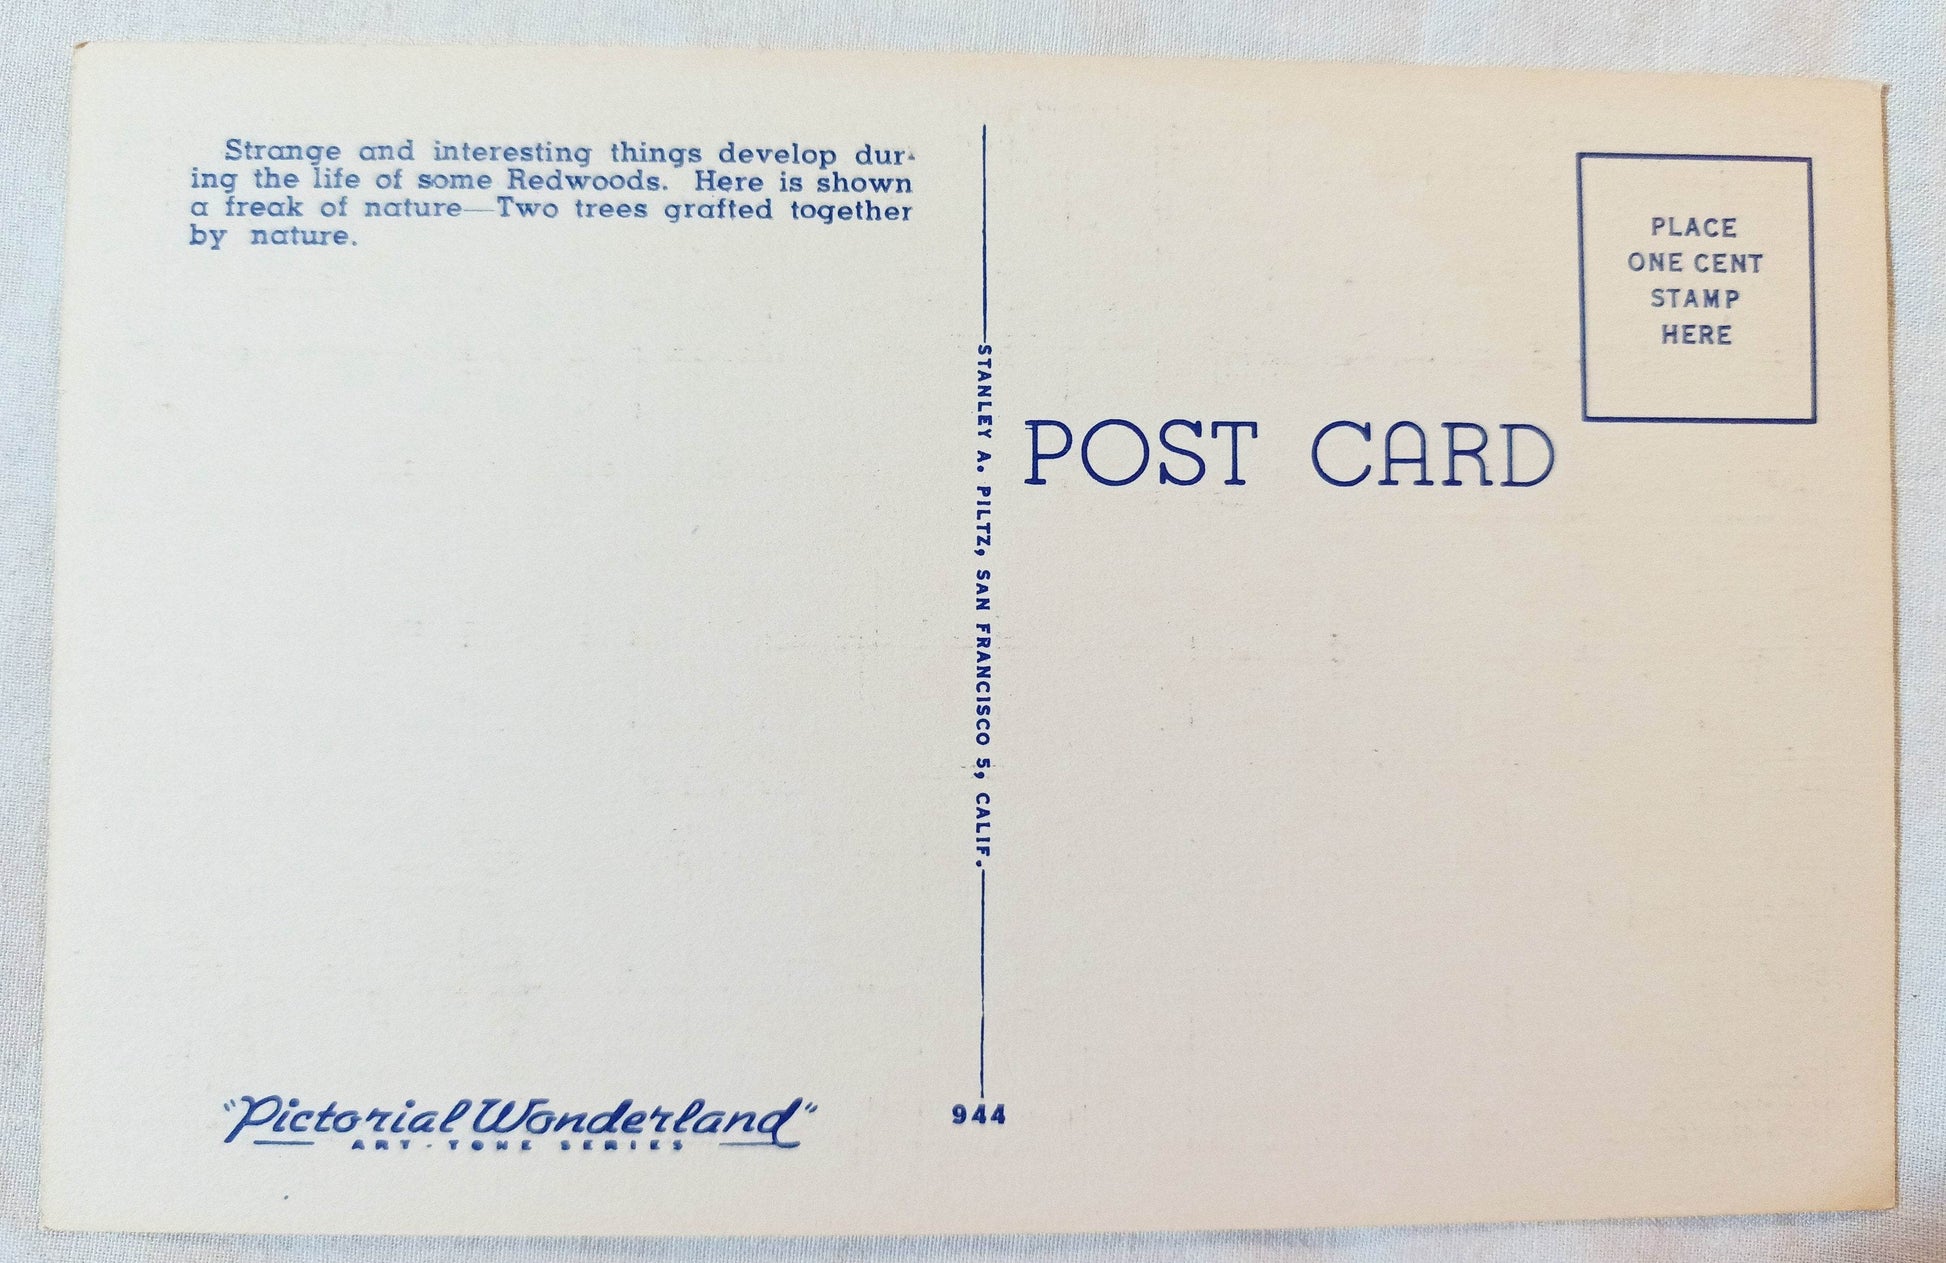 Strange and interesting things develop dur-
ing the life of some Redwoods. Here is shown
a freak of nature—Two trees grafted together
by nature.
PLACE
ONE CENT
STAMP
HERE
POST CARD
STANLEY A. PILTZ, SAN FRANCISCO 5, CALIF.
"Pictorial Wonderland"
ART-TONE SERIES
944